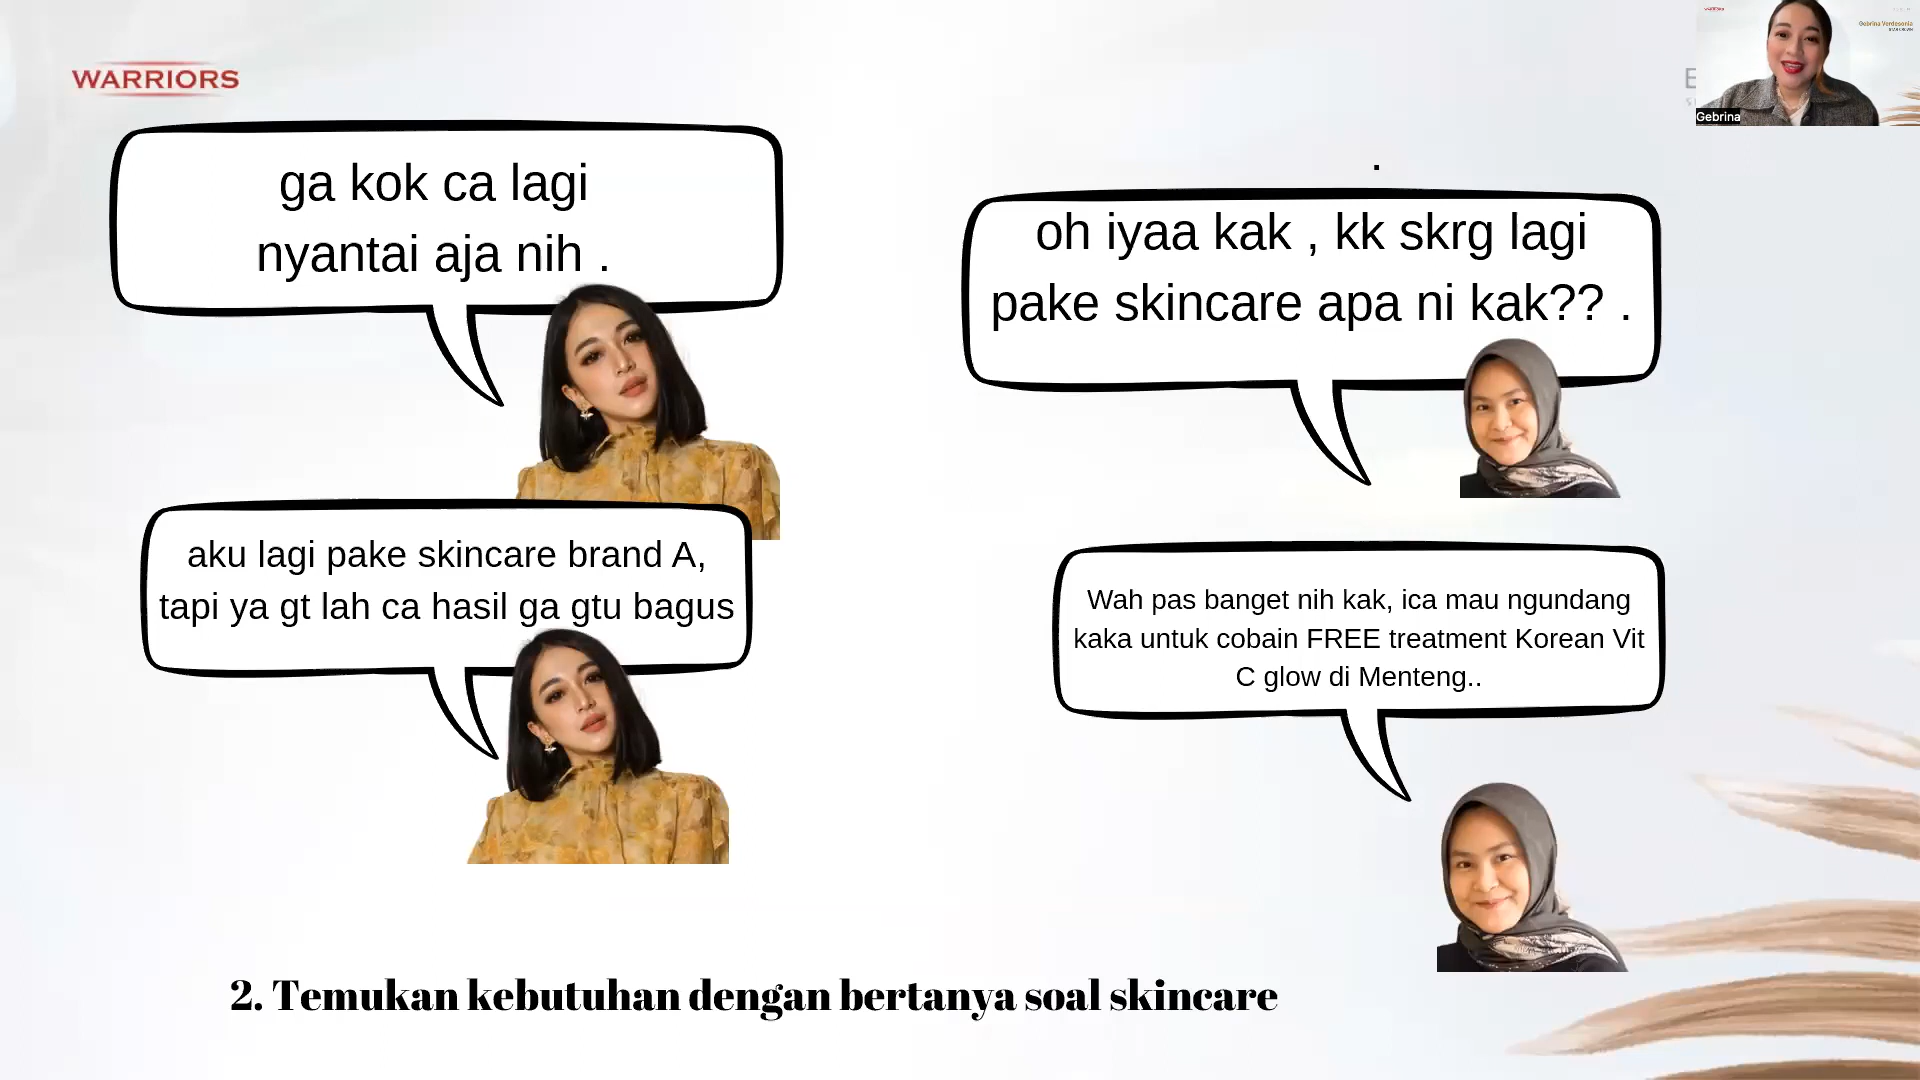 WARRIORS
Gebrina Verdesonia
Gebrina
ga kok ca lagi
nyantai aja nih .
.
oh iyaa kak , kk skrg lagi
pake skincare apa ni kak?? .
aku lagi pake skincare brand A,
tapi ya gt lah ca hasil ga gtu bagus
Wah pas banget nih kak, ica mau ngundang
kaka untuk cobain FREE treatment Korean Vit
C glow di Menteng..
2. Temukan kebutuhan dengan bertanya soal skincare